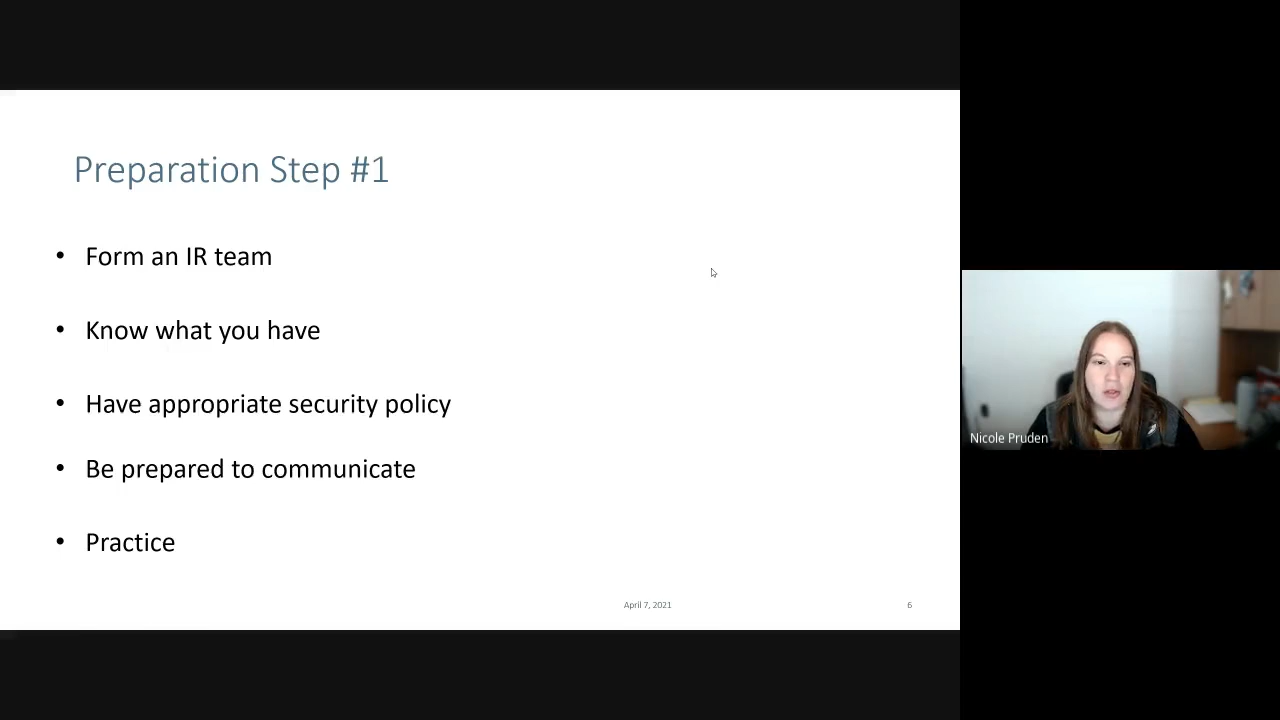 Preparation Step #1
• Form an IR team
• Know what you have
• Have appropriate security policy
• Be prepared to communicate
• Practice
April 7, 2021
6
Nicole Pruden